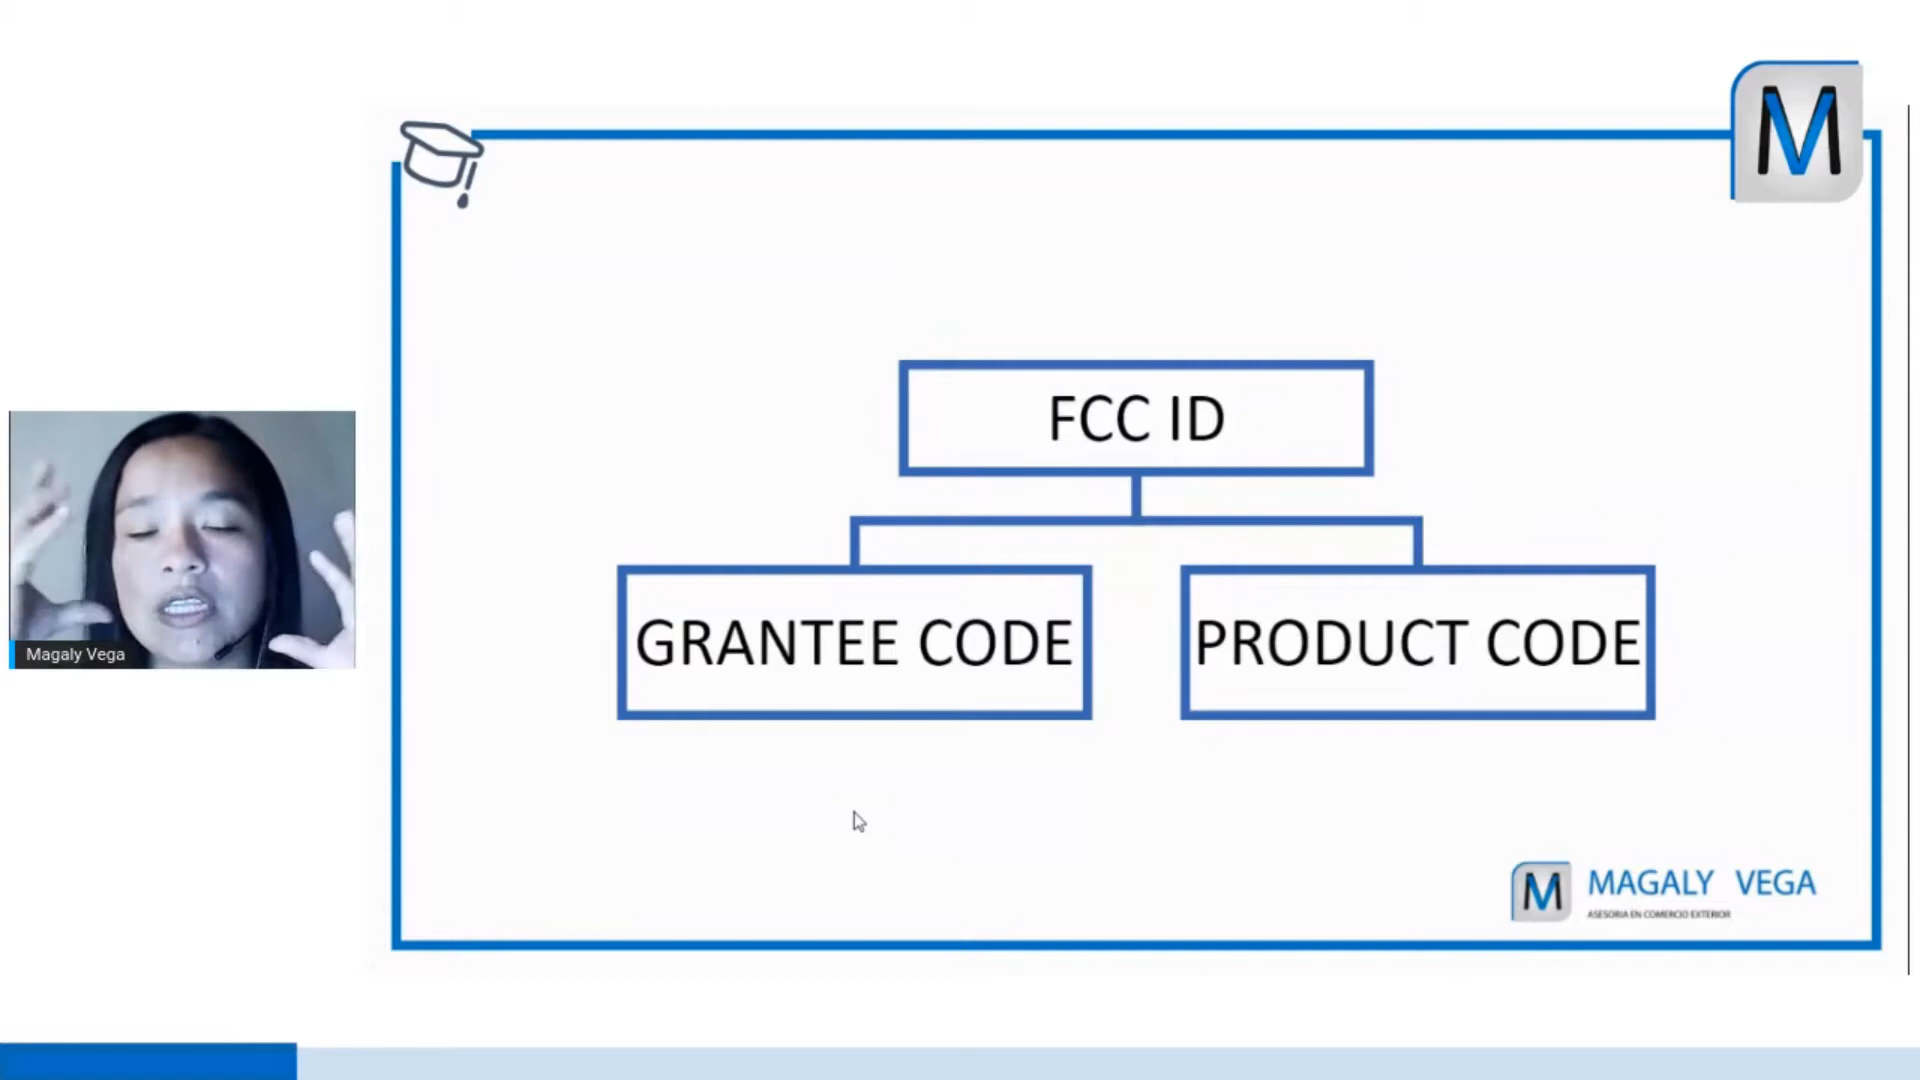 M
FCC ID
GRANTEE CODE
PRODUCT CODE
Magaly Vega
M
MAGALY VEGA
ASESORIA EN COMERCIO EXTERIOR